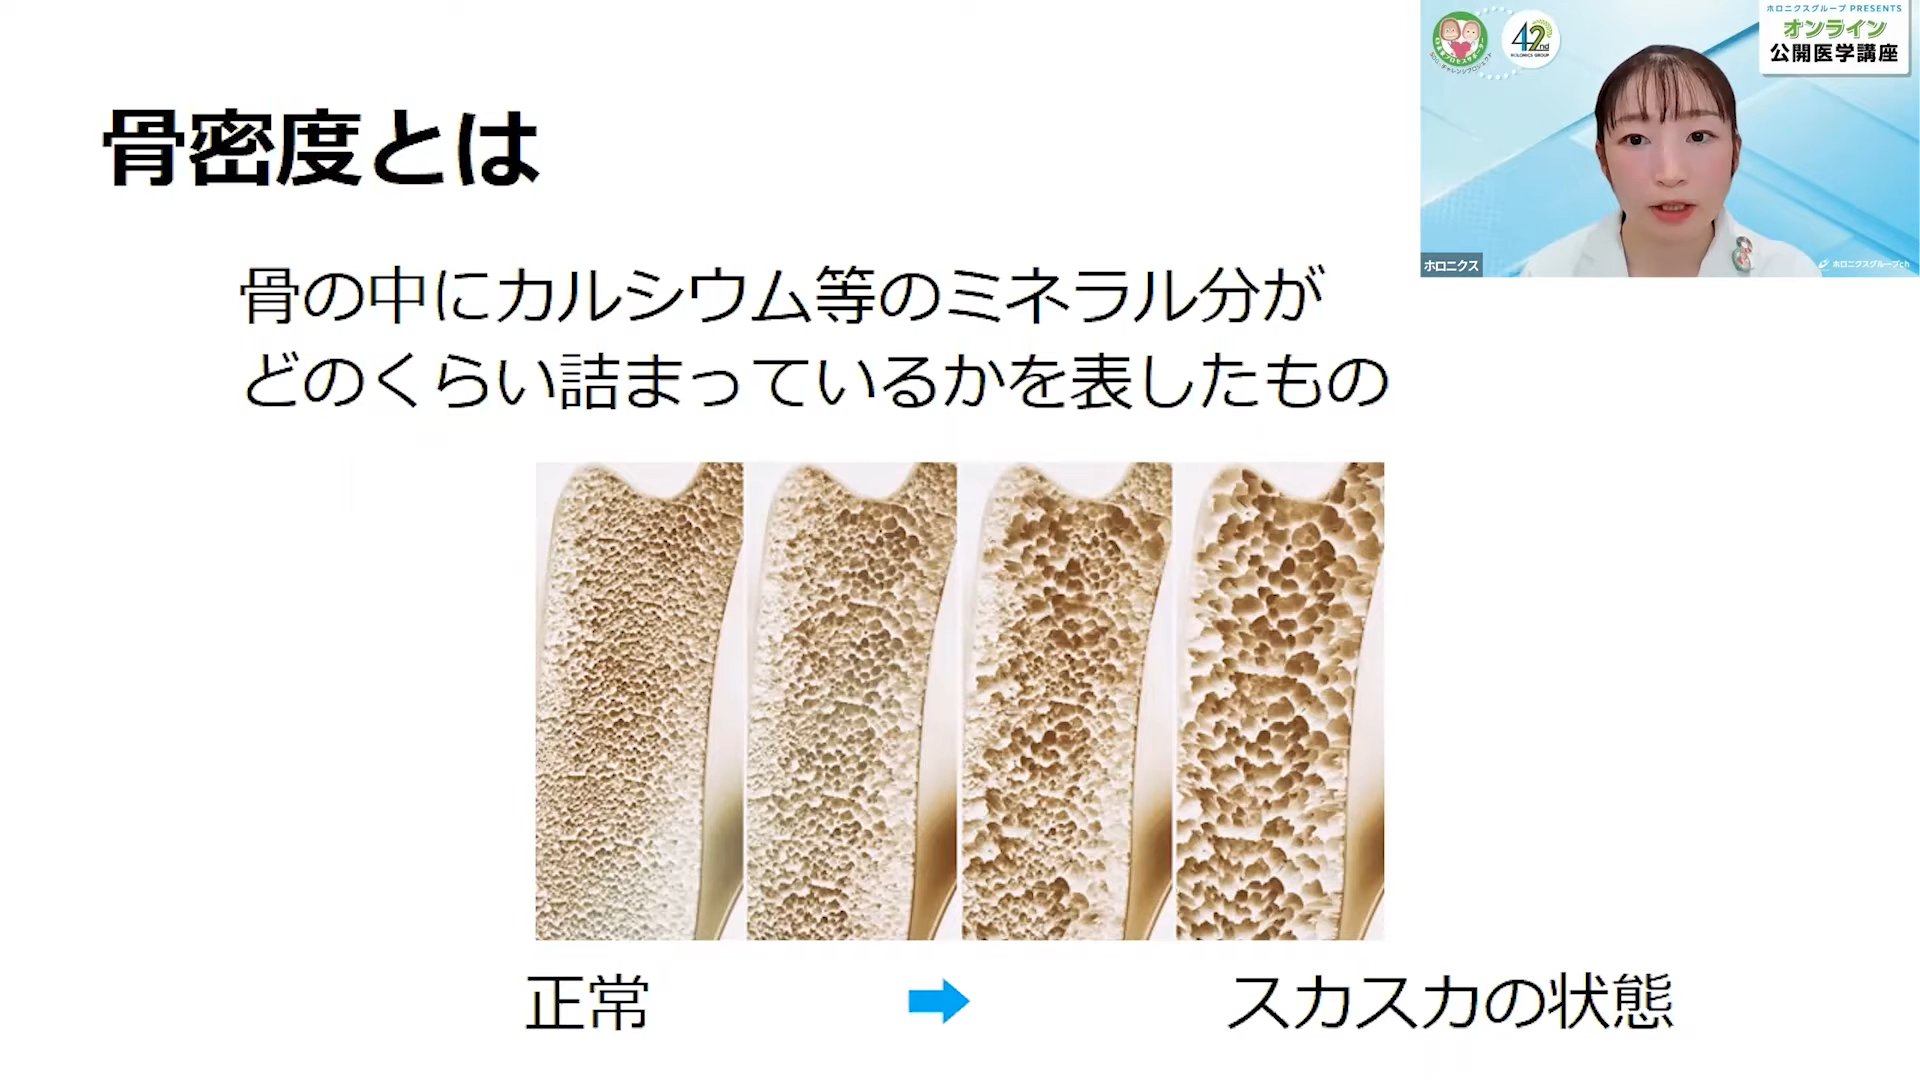 骨密度とは
骨の中にカルシウム等のミネラル分が
どのくらい詰まっているかを表したもの
正常
スカスカの状態
ホロニクスグループ PRESENTS
オンライン
公開医学講座
42nd
HOLONICS GROUP
ホロニクス
ホロニクスグループch